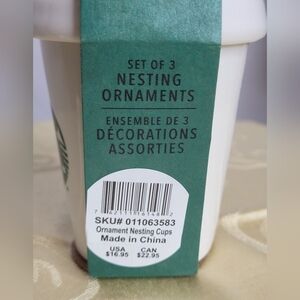 SET OF 3
NESTING
ORNAMENTS
ENSEMBLE DE 3
DÉCORATIONS
ASSORTIES
SKU# 011063583
Ornament Nesting Cups
Made in China
USA CAN
$16.95 $22.95